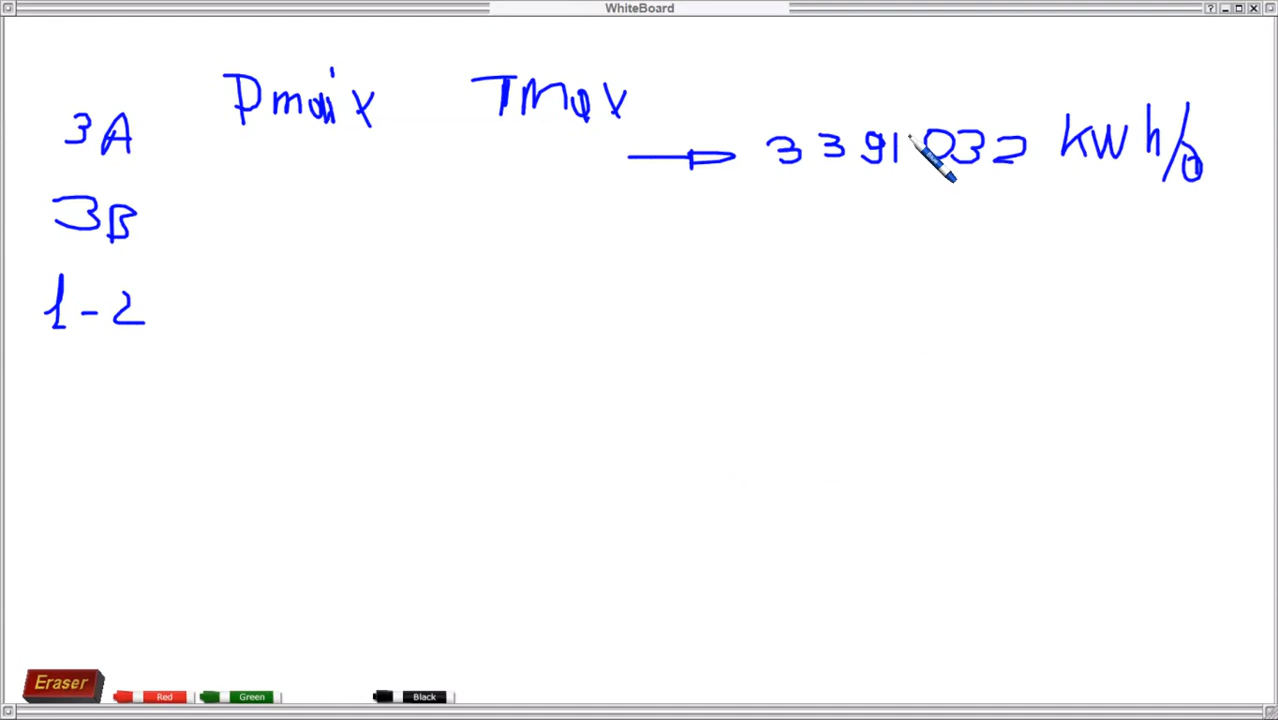 WhiteBoard
Pmax Tmax
3A
3391032 kWh/a
3B
1-2
Eraser Red Green Black